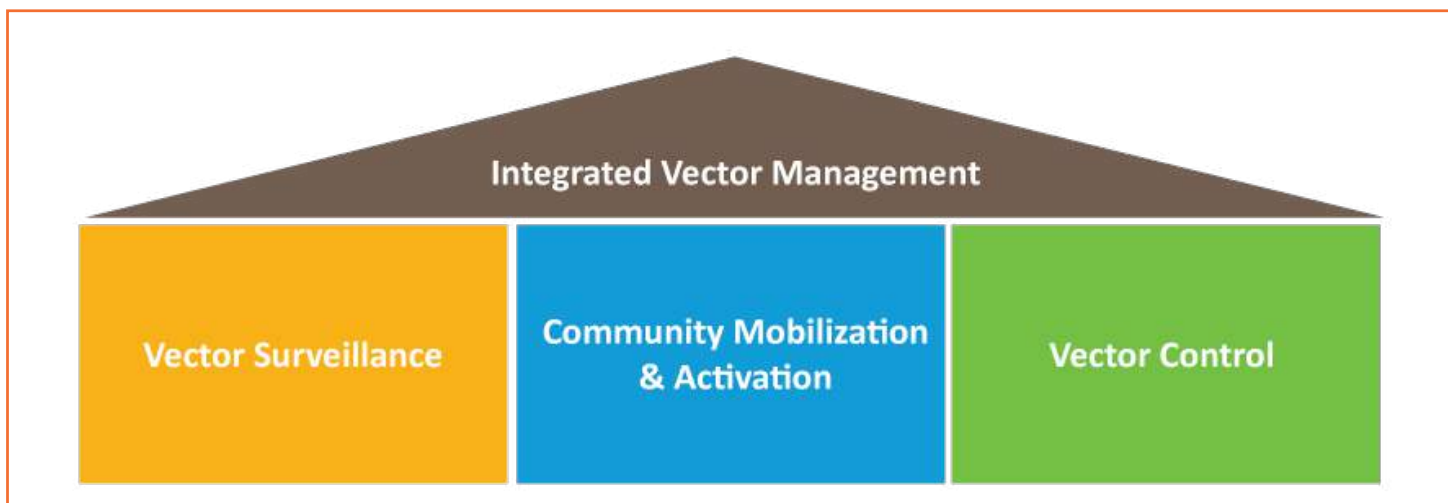 Integrated Vector Management
Vector Surveillance
Community Mobilization
& Activation
Vector Control